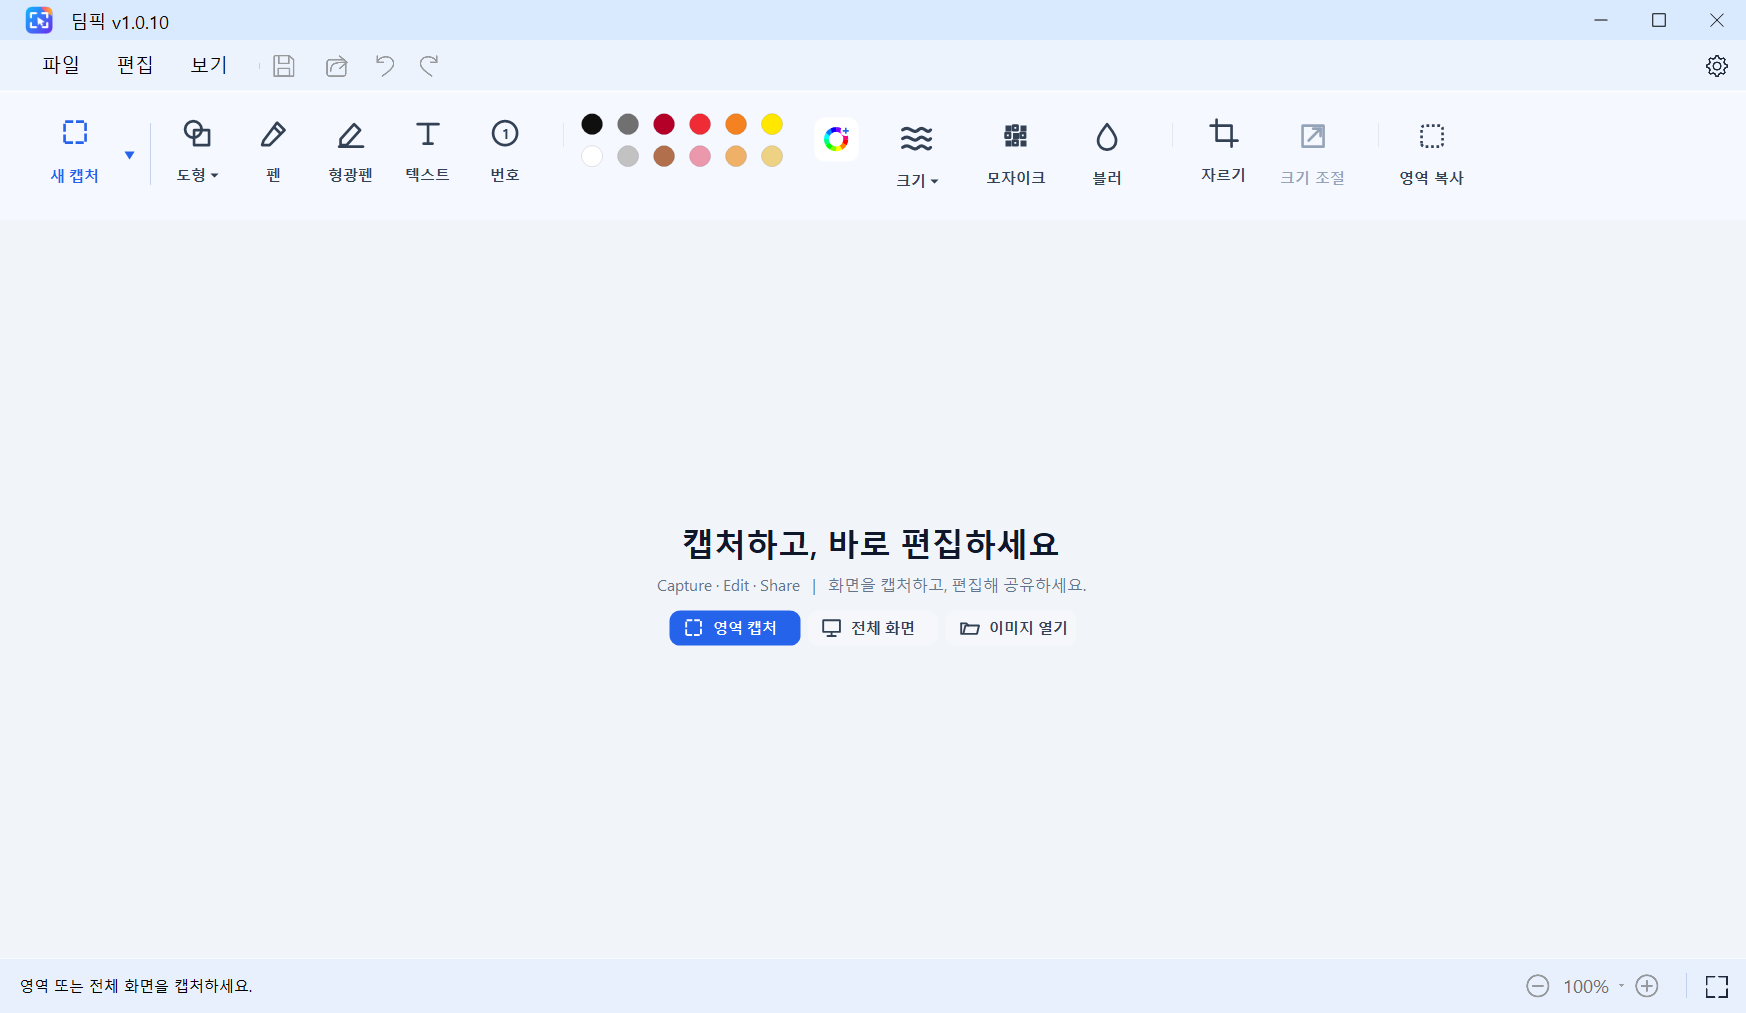 딤픽 v1.0.10
파일 편집 보기
새 캡처 도형 펜 형광펜 텍스트 1 번호 크기 모자이크 블러 자르기 크기 조절 영역 복사
캡처하고, 바로 편집하세요
Capture · Edit · Share | 화면을 캡처하고, 편집해 공유하세요.
영역 캡처 전체 화면 이미지 열기
영역 또는 전체 화면을 캡처하세요. 100%